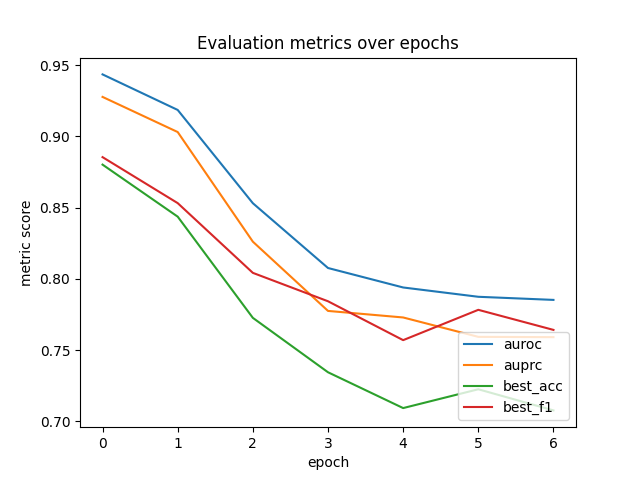 Evaluation metrics over epochs
metric score
0.95
0.90
0.85
0.80
0.75
0.70
0 1 2 3 4 5 6
epoch
auroc
auprc
best_acc
best_f1